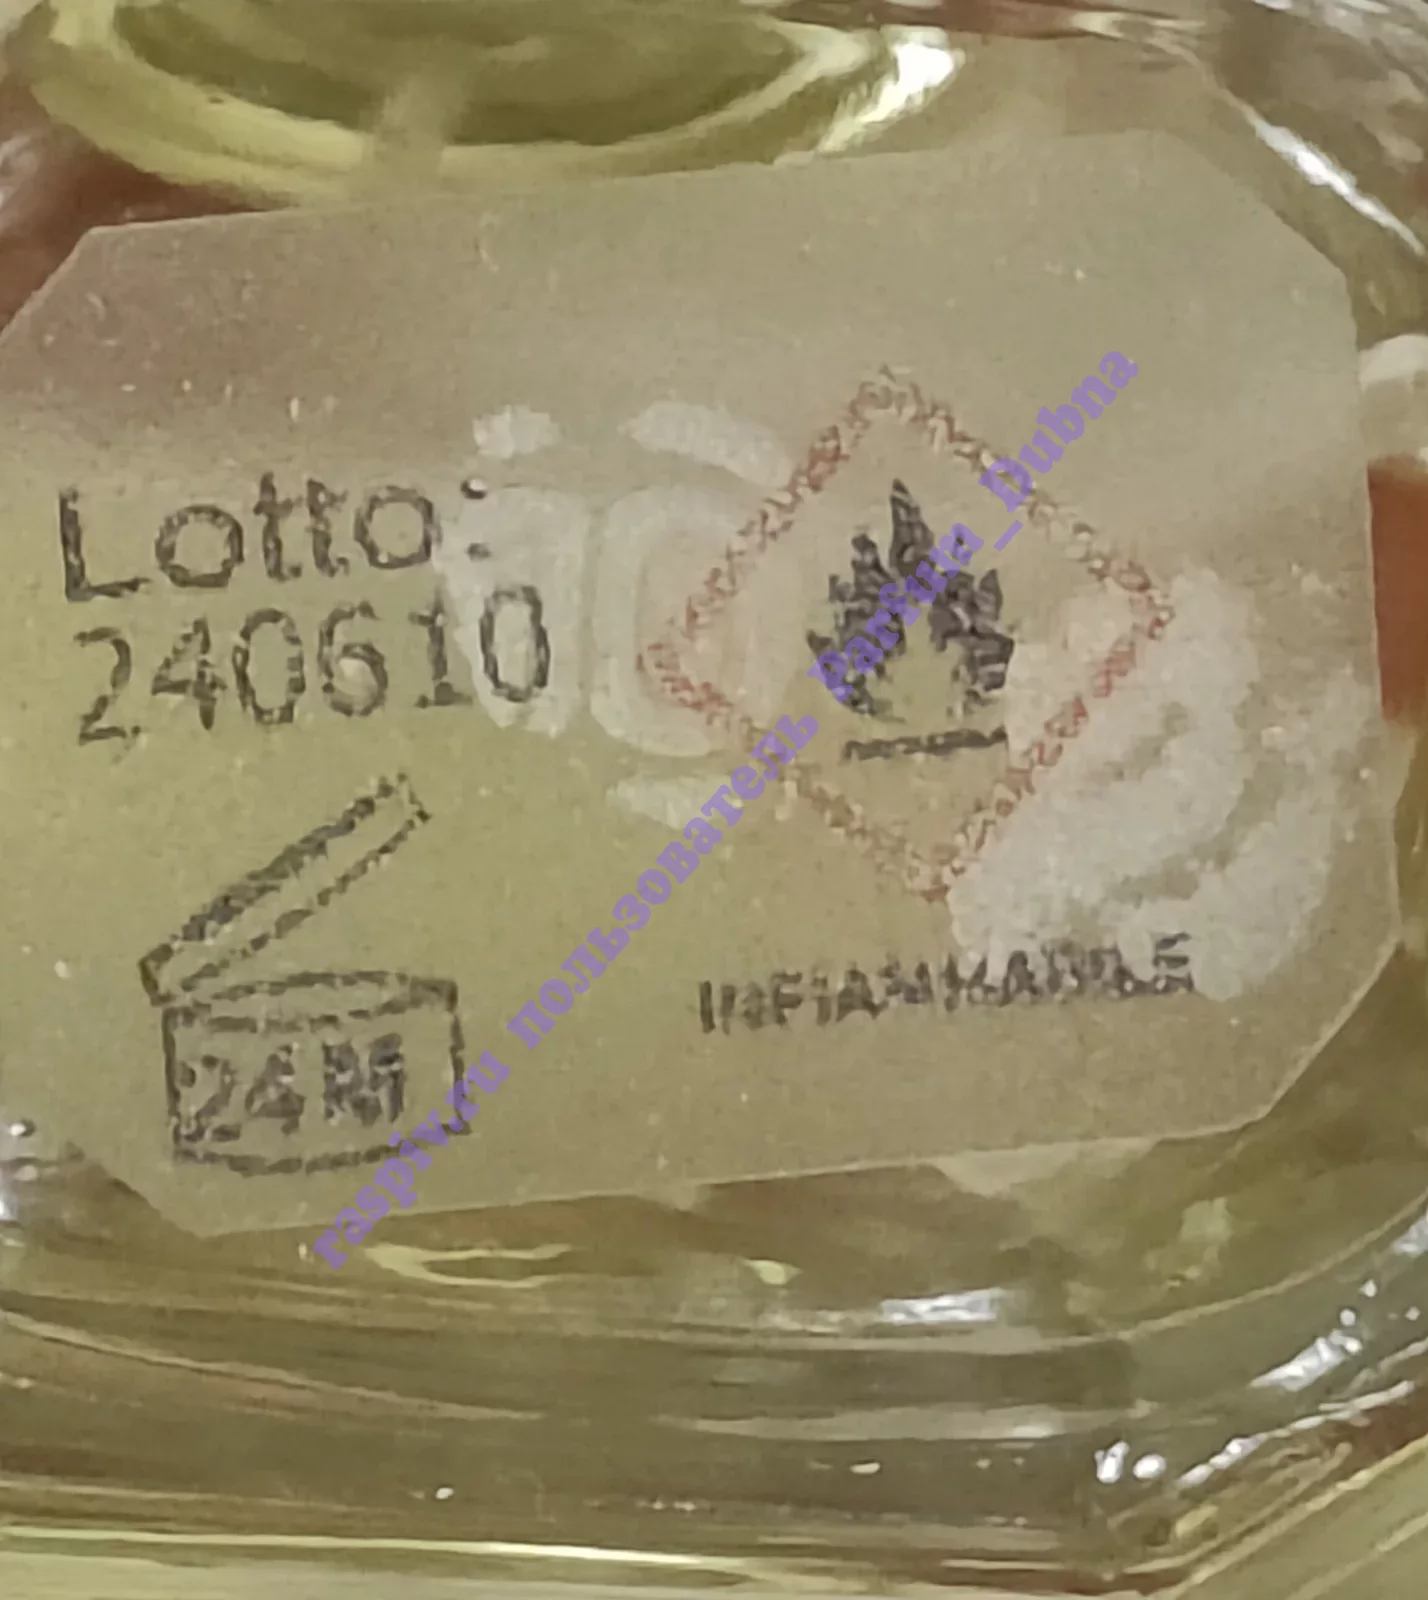 Lotto:
240610
24M
INFIAMMABILE
raspiv.ru пользователь Parfum_Dubna